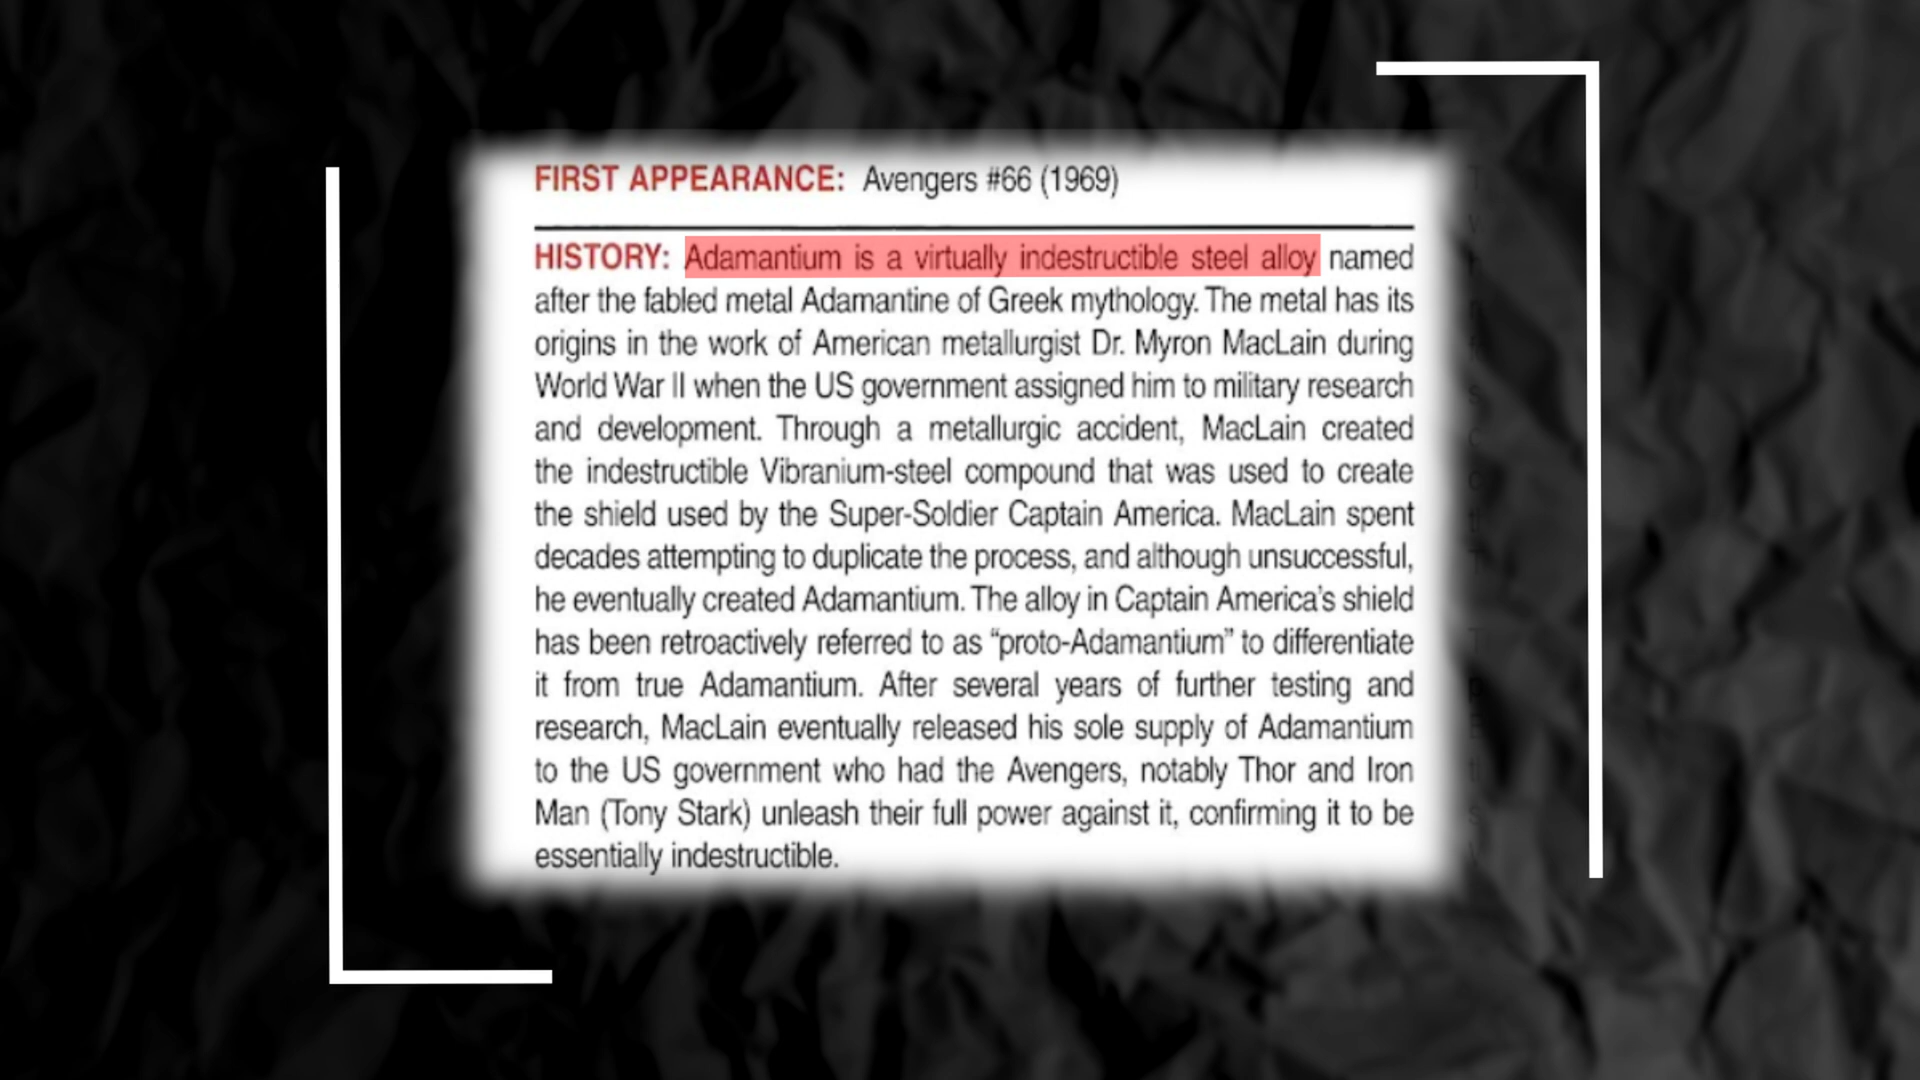 FIRST APPEARANCE: Avengers #66 (1969)
HISTORY: Adamantium is a virtually indestructible steel alloy named
after the fabled metal Adamantine of Greek mythology. The metal has its
origins in the work of American metallurgist Dr. Myron MacLain during
World War II when the US government assigned him to military research
and development. Through a metallurgic accident, MacLain created
the indestructible Vibranium-steel compound that was used to create
the shield used by the Super-Soldier Captain America. MacLain spent
decades attempting to duplicate the process, and although unsuccessful,
he eventually created Adamantium. The alloy in Captain America's shield
has been retroactively referred to as “proto-Adamantium” to differentiate
it from true Adamantium. After several years of further testing and
research, MacLain eventually released his sole supply of Adamantium
to the US government who had the Avengers, notably Thor and Iron
Man (Tony Stark) unleash their full power against it, confirming it to be
essentially indestructible.